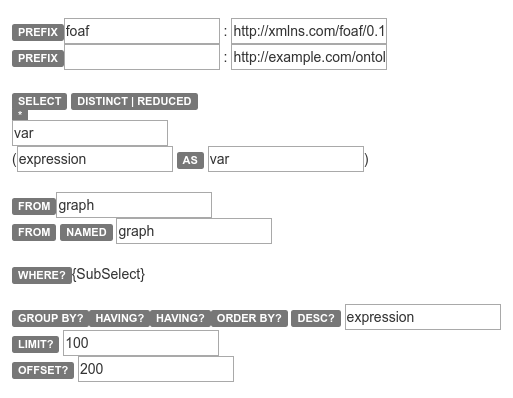 PREFIX foaf : http://xmlns.com/foaf/0.1
PREFIX : http://example.com/ontol
SELECT DISTINCT | REDUCED
*
var
(expression AS var)
FROM graph
FROM NAMED graph
WHERE? {SubSelect}
GROUP BY? HAVING? HAVING? ORDER BY? DESC? expression
LIMIT? 100
OFFSET? 200